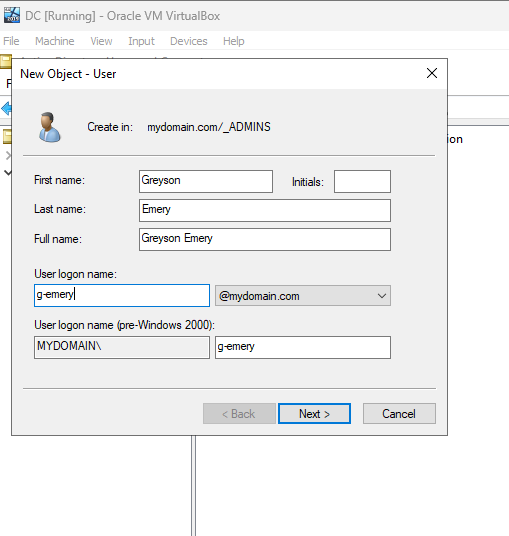 DC [Running] - Oracle VM VirtualBox
File Machine View Input Devices Help
New Object - User
Create in: mydomain.com/_ADMINS
First name: Greyson Initials:
Last name: Emery
Full name: Greyson Emery
User logon name:
g-emery @mydomain.com
User logon name (pre-Windows 2000):
MYDOMAIN\ g-emery
< Back Next > Cancel